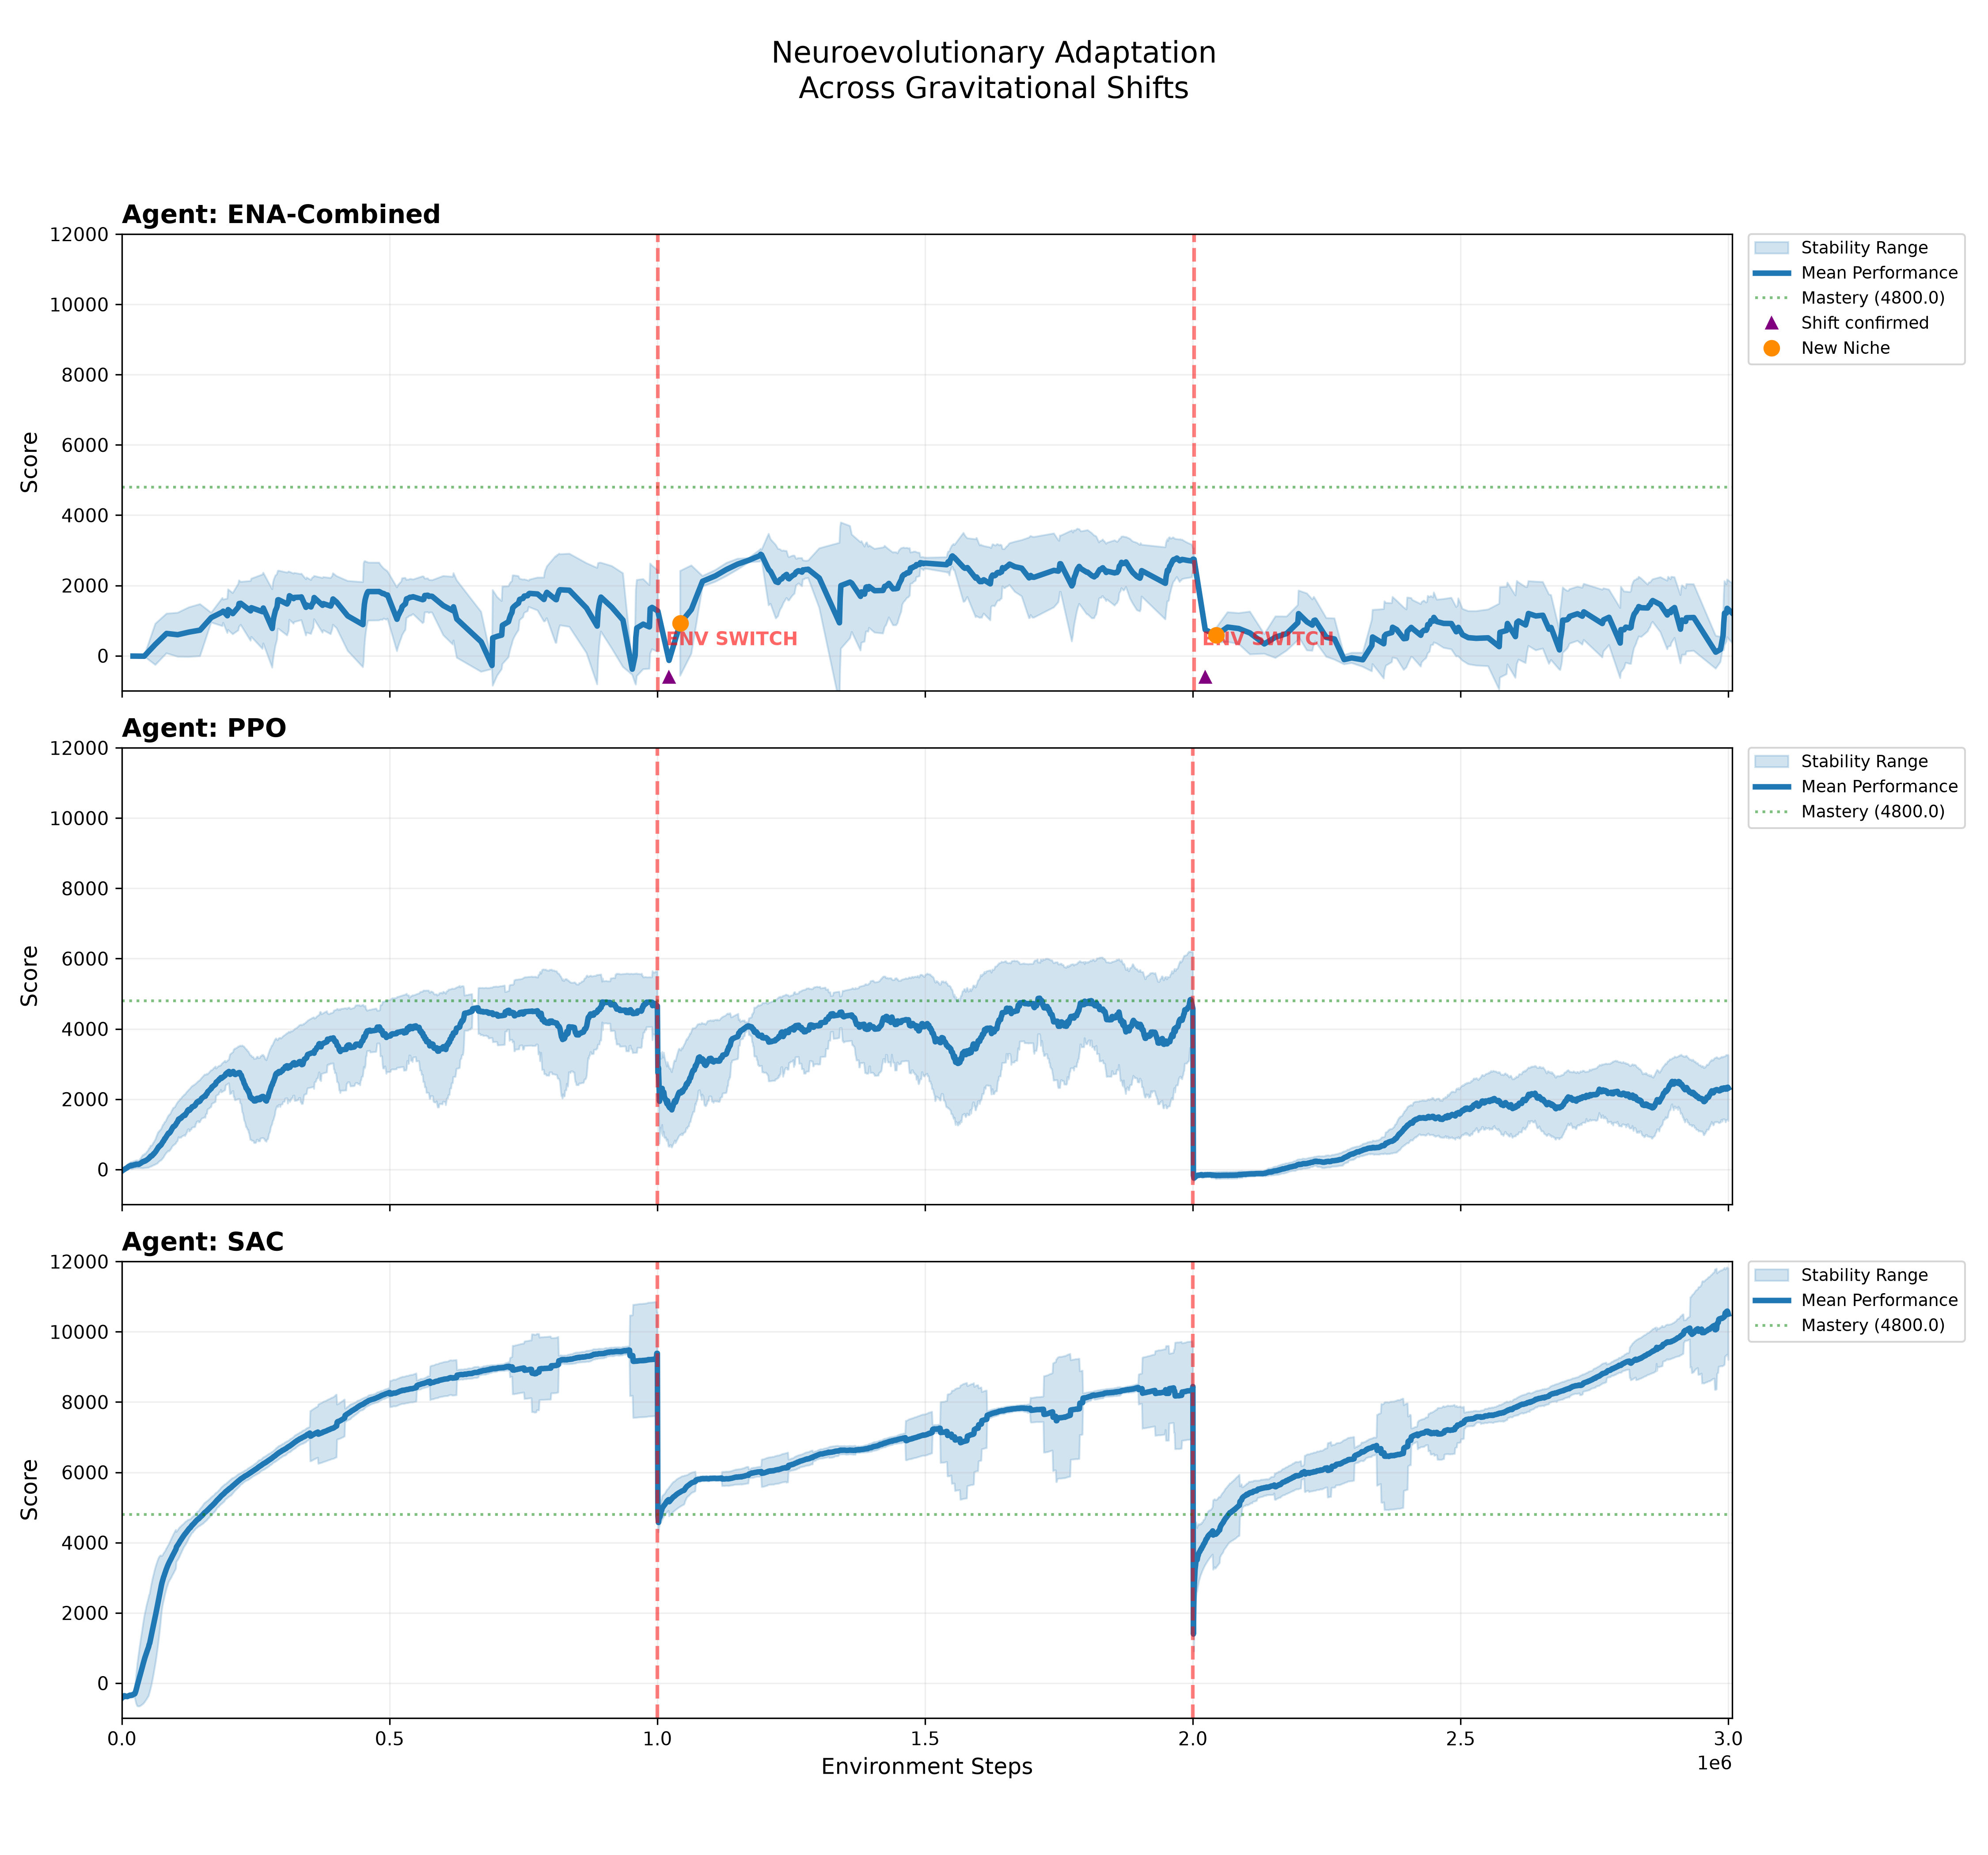 Neuroevolutionary Adaptation
Across Gravitational Shifts
Agent: ENA-Combined
12000
10000
8000
6000
4000
2000
0
Score
ENV SWITCH
ENV SWITCH
Stability Range
Mean Performance
Mastery (4800.0)
Shift confirmed
New Niche
Agent: PPO
12000
10000
8000
6000
4000
2000
0
Score
Stability Range
Mean Performance
Mastery (4800.0)
Agent: SAC
12000
10000
8000
6000
4000
2000
0
Score
Stability Range
Mean Performance
Mastery (4800.0)
0.0 0.5 1.0 1.5 2.0 2.5 3.0
1e6
Environment Steps